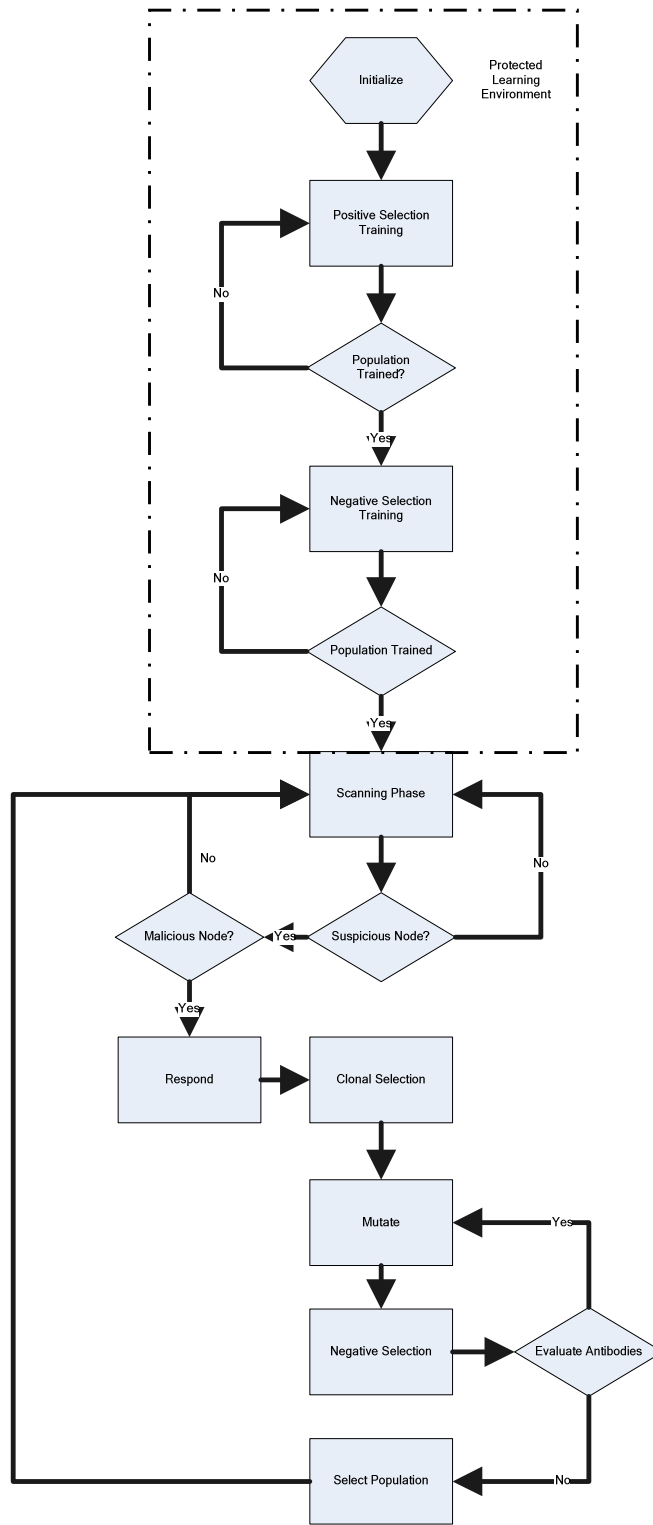 Initialize
Protected
Learning
Environment
Positive Selection
Training
No
Population
Trained?
Yes
Negative Selection
Training
No
Population Trained
Yes
Scanning Phase
No
No
Malicious Node?
Yes
Suspicious Node?
Yes
Respond
Clonal Selection
Mutate
Yes
Negative Selection
Evaluate Antibodies
Select Population
No